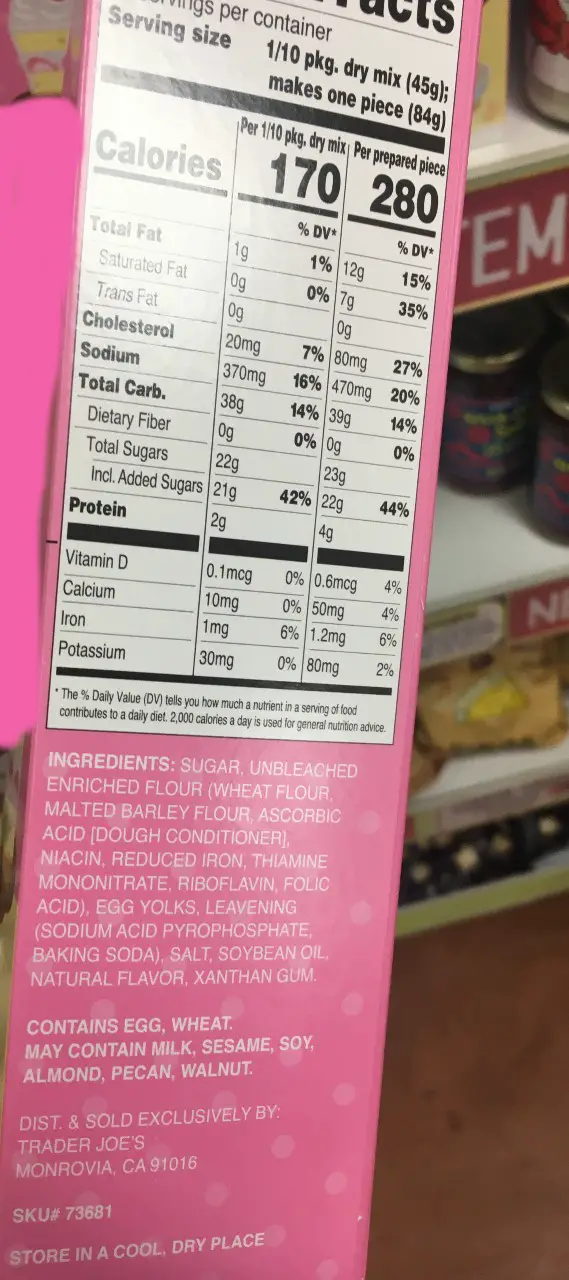 Servings per container
Serving size
1/10 pkg. dry mix (45g);
makes one piece (84g)
Per 1/10 pkg. dry mix Per prepared piece
Calories 170 280
% DV* % DV*
Total Fat 1g 1% 12g 15%
Saturated Fat 0g 0% 7g 35%
Trans Fat 0g 0g
Cholesterol 20mg 7% 80mg 27%
Sodium 370mg 16% 470mg 20%
Total Carb. 38g 14% 39g 14%
Dietary Fiber 0g 0% 0g 0%
Total Sugars 22g 23g
Incl. Added Sugars 21g 42% 22g 44%
Protein 2g 4g
Vitamin D 0.1mcg 0% 0.6mcg 4%
Calcium 10mg 0% 50mg 4%
Iron 1mg 6% 1.2mg 6%
Potassium 30mg 0% 80mg 2%
* The % Daily Value (DV) tells you how much a nutrient in a serving of food
contributes to a daily diet. 2,000 calories a day is used for general nutrition advice.
INGREDIENTS: SUGAR, UNBLEACHED
ENRICHED FLOUR (WHEAT FLOUR,
MALTED BARLEY FLOUR, ASCORBIC
ACID [DOUGH CONDITIONER],
NIACIN, REDUCED IRON, THIAMINE
MONONITRATE, RIBOFLAVIN, FOLIC
ACID), EGG YOLKS, LEAVENING
(SODIUM ACID PYROPHOSPHATE,
BAKING SODA), SALT, SOYBEAN OIL,
NATURAL FLAVOR, XANTHAN GUM.
CONTAINS EGG, WHEAT.
MAY CONTAIN MILK, SESAME, SOY,
ALMOND, PECAN, WALNUT.
DIST. & SOLD EXCLUSIVELY BY:
TRADER JOE'S
MONROVIA, CA 91016
SKU# 73681
STORE IN A COOL, DRY PLACE